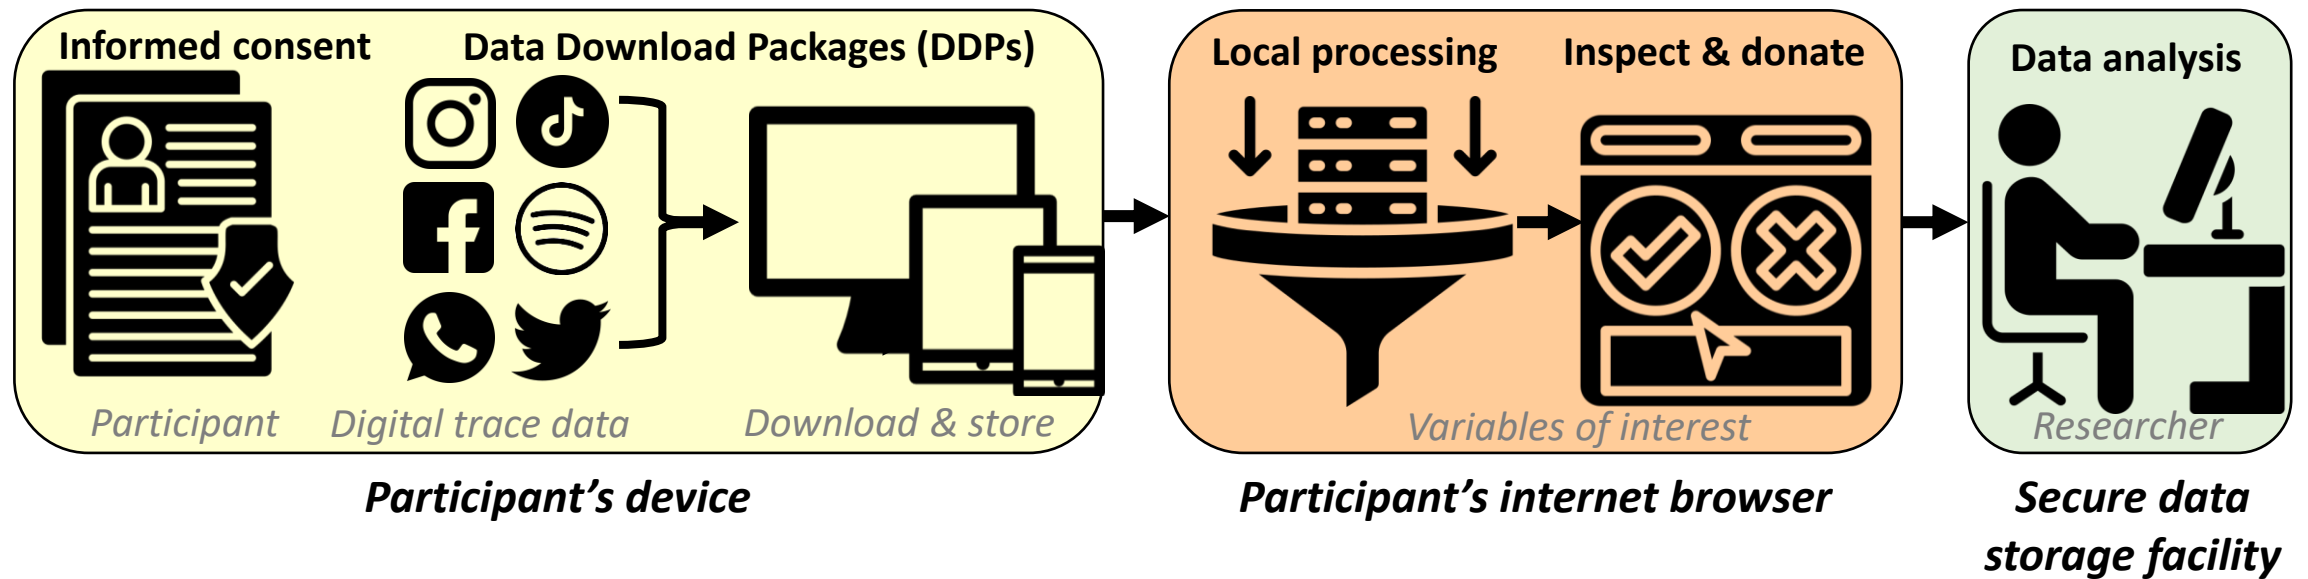 Informed consent
Data Download Packages (DDPs)
Participant
Digital trace data
Download & store
Participant's device
Local processing
Inspect & donate
Variables of interest
Participant's internet browser
Data analysis
Researcher
Secure data
storage facility